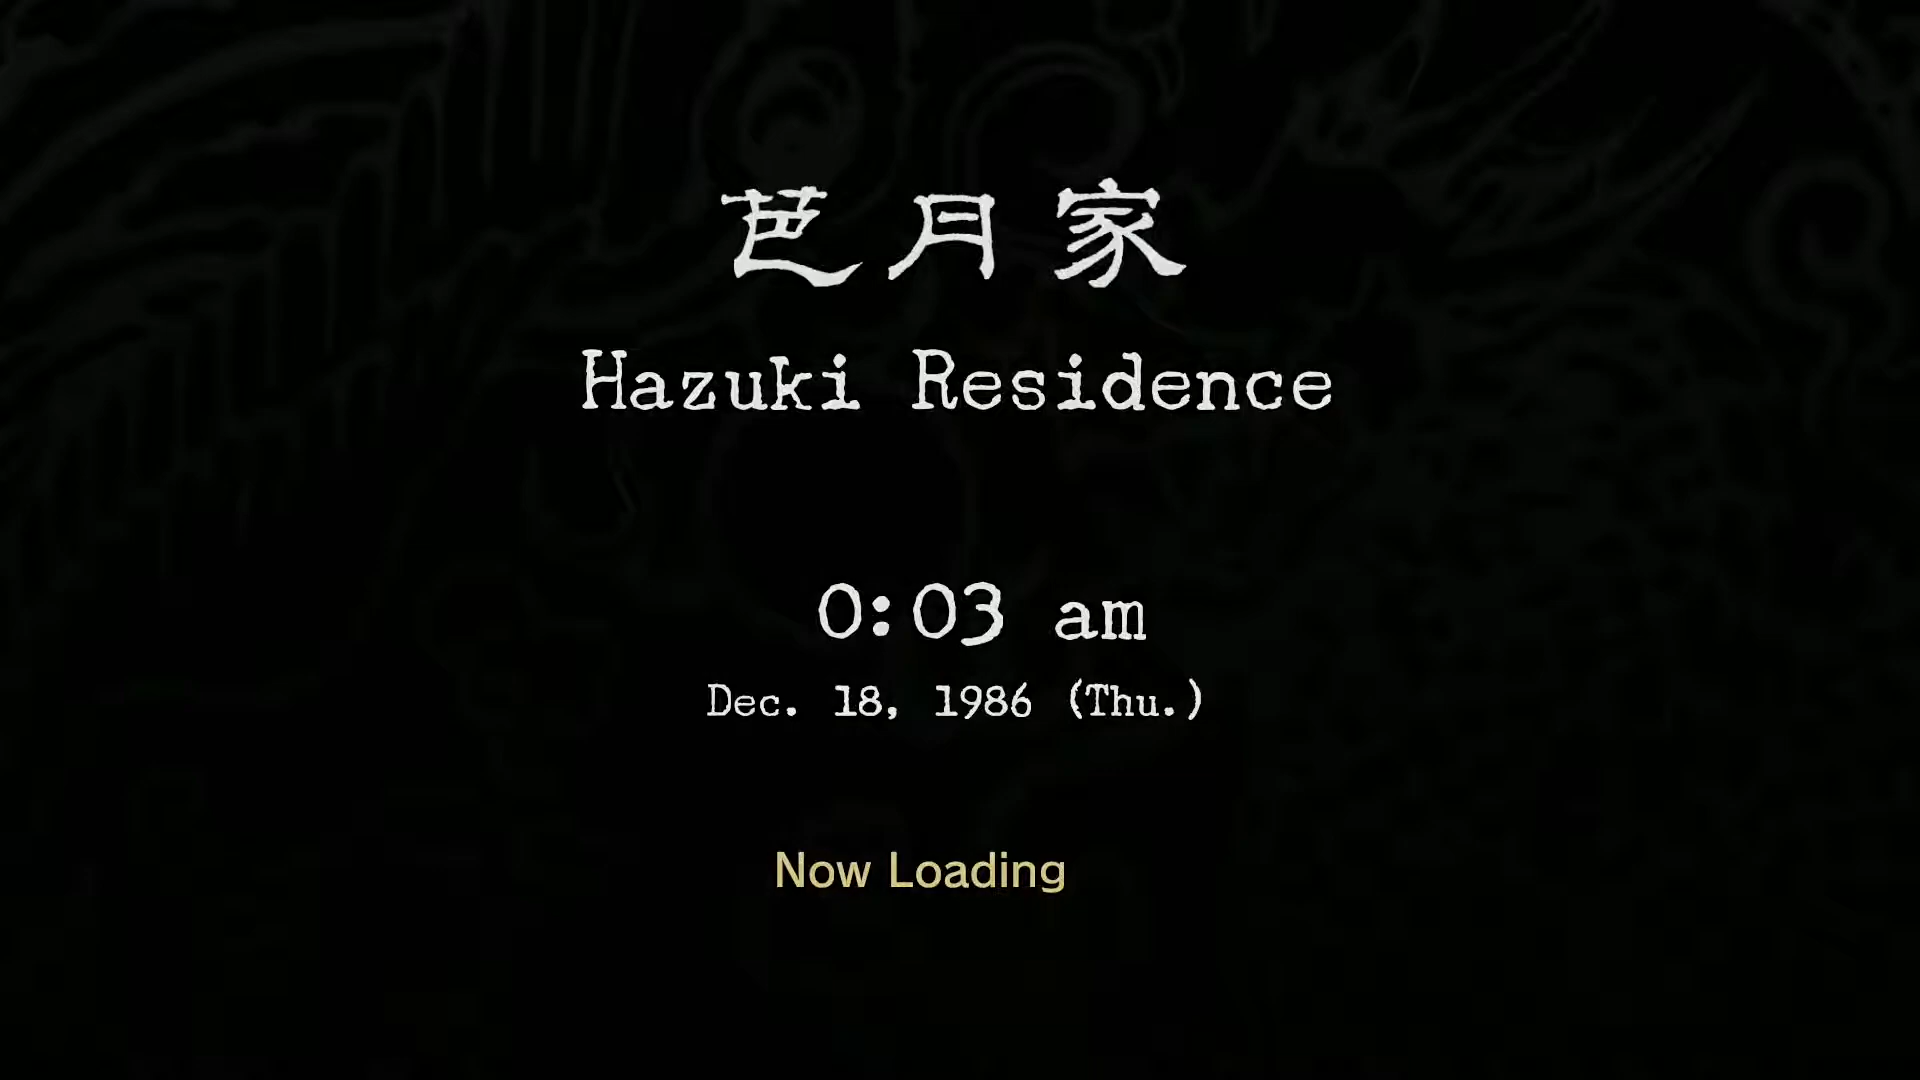 芭月家
Hazuki Residence
0:03 am
Dec. 18, 1986 (Thu.)
Now Loading